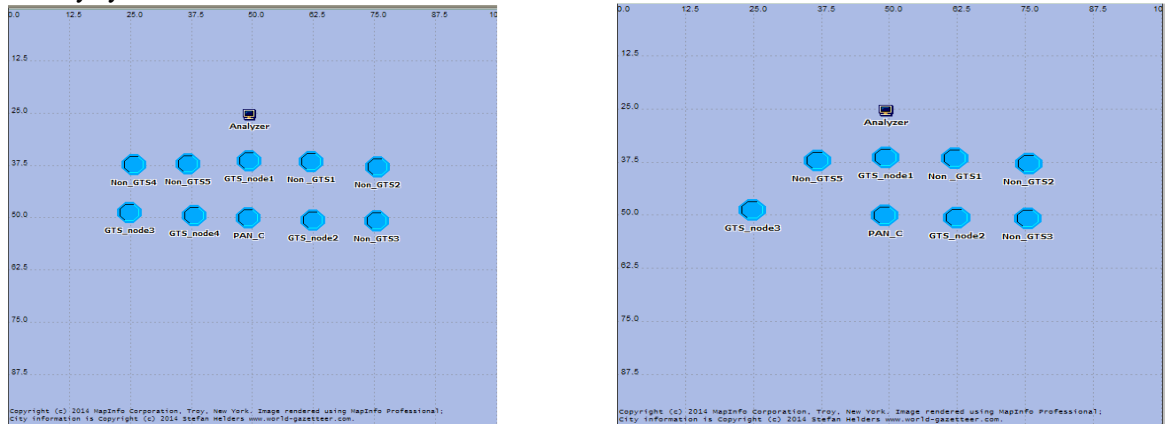 0.0 12.5 25.0 37.5 50.0 62.5 75.0 87.5 10
12.5
25.0
Analyzer
37.5
Non_GTS4 Non_GTS5 GTS_node1 Non _GTS1 Non_GTS2
50.0
GTS_node3 GTS_node4 PAN_C GTS_node2 Non_GTS3
62.5
75.0
87.5
Copyright (c) 2014 MapInfo Corporation, Troy, New York. Image rendered using MapInfo Professional;
City information is Copyright (c) 2014 Stefan Helders www.world-gazetteer.com.
0.0 12.5 25.0 37.5 50.0 62.5 75.0 87.5 100
12.5
25.0
Analyzer
37.5
Non_GTS5 GTS_node1 Non _GTS1 Non_GTS2
50.0
GTS_node3 PAN_C GTS_node2 Non_GTS3
62.5
75.0
87.5
Copyright (c) 2014 MapInfo Corporation, Troy, New York. Image rendered using MapInfo Professional;
City information is Copyright (c) 2014 Stefan Helders www.world-gazetteer.com.